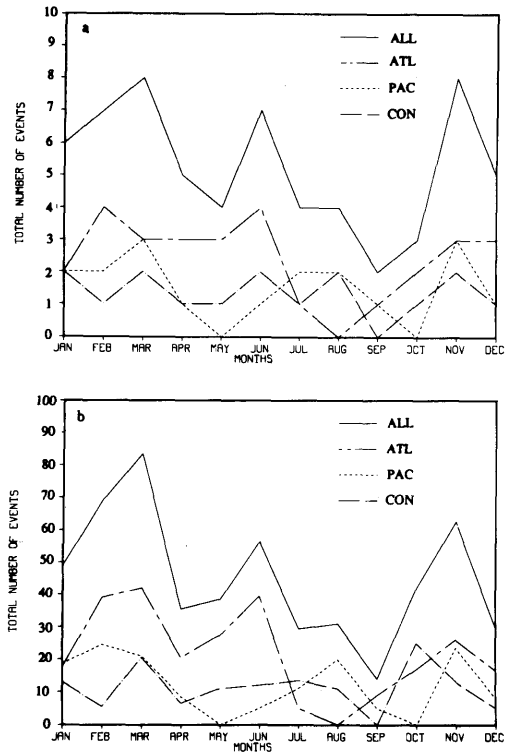 a
10
9
8
7
6
5
4
3
2
1
0
TOTAL NUMBER OF EVENTS
ALL
ATL
PAC
CON
JAN FEB MAR APR MAY JUN JUL AUG SEP OCT NOV DEC
MONTHS
b
100
90
80
70
60
50
40
30
20
10
0
TOTAL NUMBER OF EVENTS
ALL
ATL
PAC
CON
JAN FEB MAR APR MAY JUN JUL AUG SEP OCT NOV DEC
MONTHS